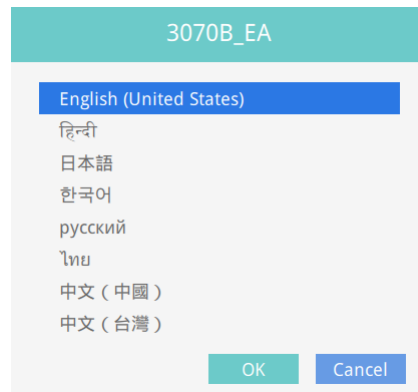 3070B_EA
English (United States)
हिन्दी
日本語
한국어
русский
ไทย
中文 ( 中國 )
中文 ( 台灣 )
OK
Cancel